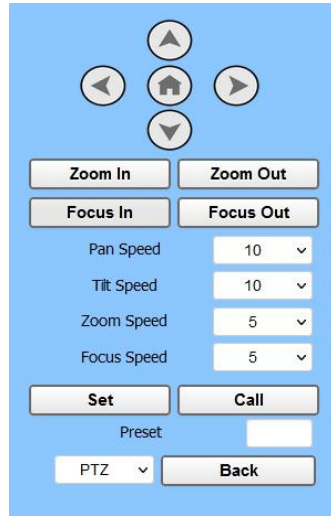 Zoom In Zoom Out
Focus In Focus Out
Pan Speed 10
Tilt Speed 10
Zoom Speed 5
Focus Speed 5
Set Call
Preset
PTZ Back